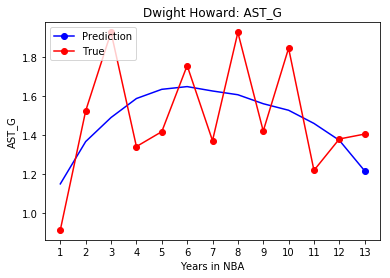 Dwight Howard: AST_G
Prediction
True
AST_G
1.8
1.6
1.4
1.2
1.0
1 2 3 4 5 6 7 8 9 10 11 12 13
Years in NBA